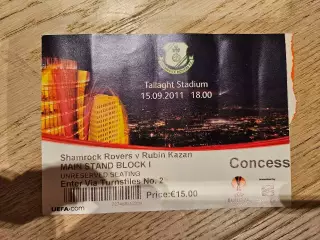 Tallaght Stadium
15.09.2011 18.00
Shamrock Rovers v Rubin Kazan
MAIN STAND BLOCK I
UNRESERVED SEATING
Enter Via Turnstiles No. 2
Price:€15.00
Concess
UEFA.com